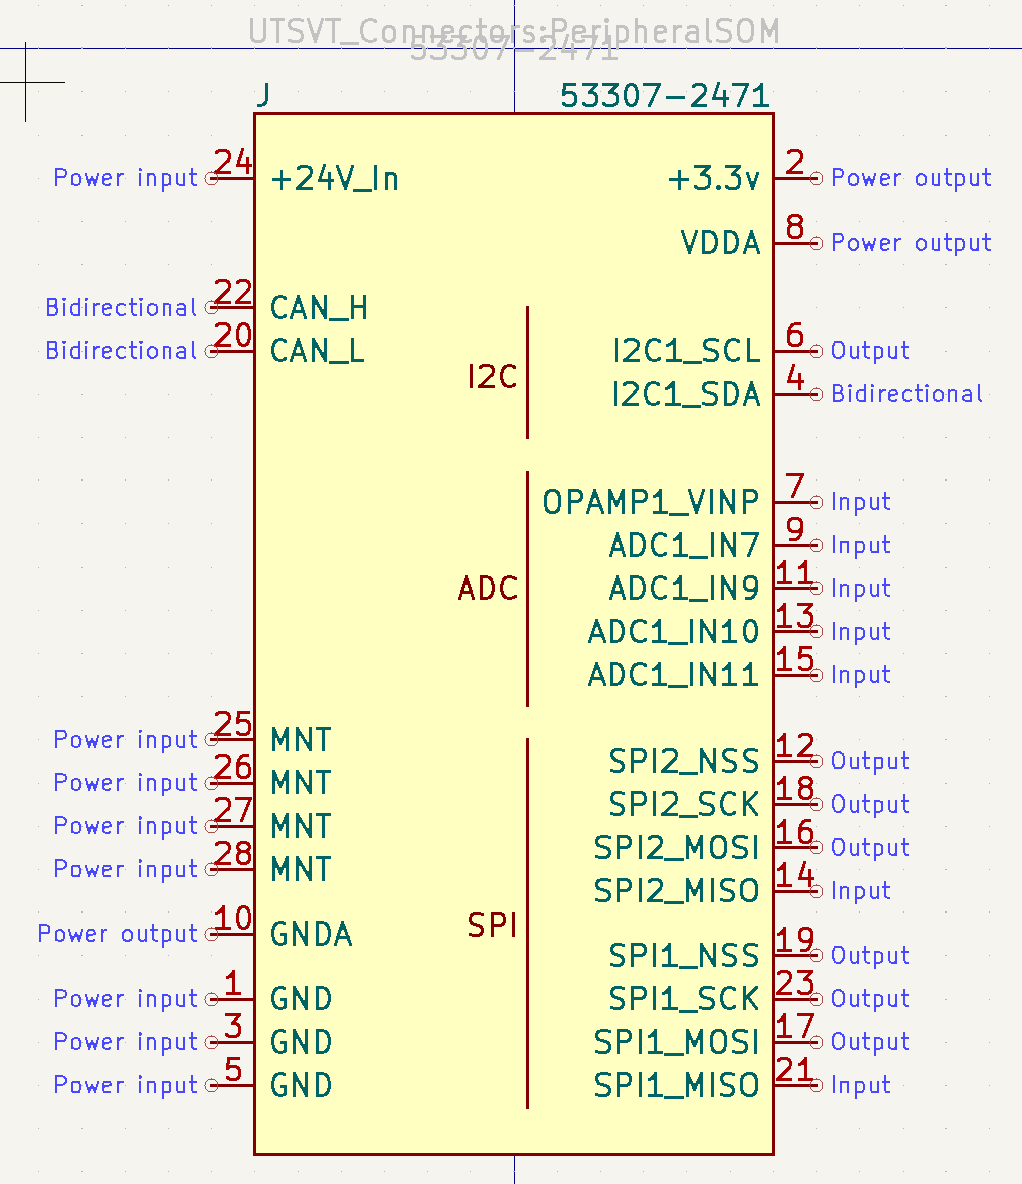 UTSVT_Connectors:PeripheralSOM
53307-2471
J 53307-2471
Power input 24 +24V_In +3.3v 2 Power output
VDDA 8 Power output
Bidirectional 22 CAN_H
Bidirectional 20 CAN_L I2C1_SCL 6 Output
I2C
I2C1_SDA 4 Bidirectional
OPAMP1_VINP 7 Input
ADC1_IN7 9 Input
ADC ADC1_IN9 11 Input
ADC1_IN10 13 Input
ADC1_IN11 15 Input
Power input 25 MNT
SPI2_NSS 12 Output
Power input 26 MNT
SPI2_SCK 18 Output
Power input 27 MNT
SPI2_MOSI 16 Output
Power input 28 MNT
SPI2_MISO 14 Input
SPI
Power output 10 GNDA
SPI1_NSS 19 Output
Power input 1 GND SPI1_SCK 23 Output
Power input 3 GND SPI1_MOSI 17 Output
Power input 5 GND SPI1_MISO 21 Input